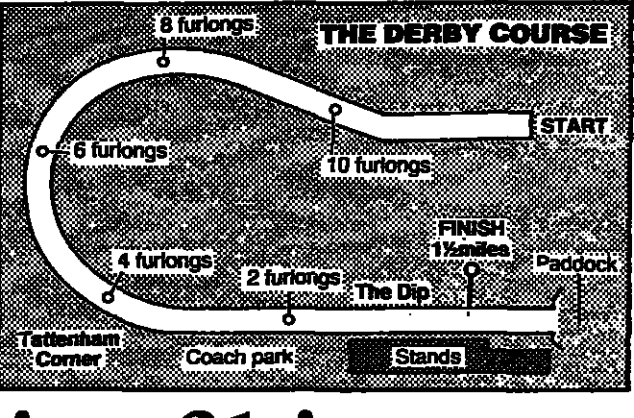 8 furlongs
THE DERBY COURSE
START
6 furlongs
10 furlongs
FINISH
1½miles
4 furlongs
Paddock
2 furlongs
The Dip
Tattenham
Corner
Coach park
Stands